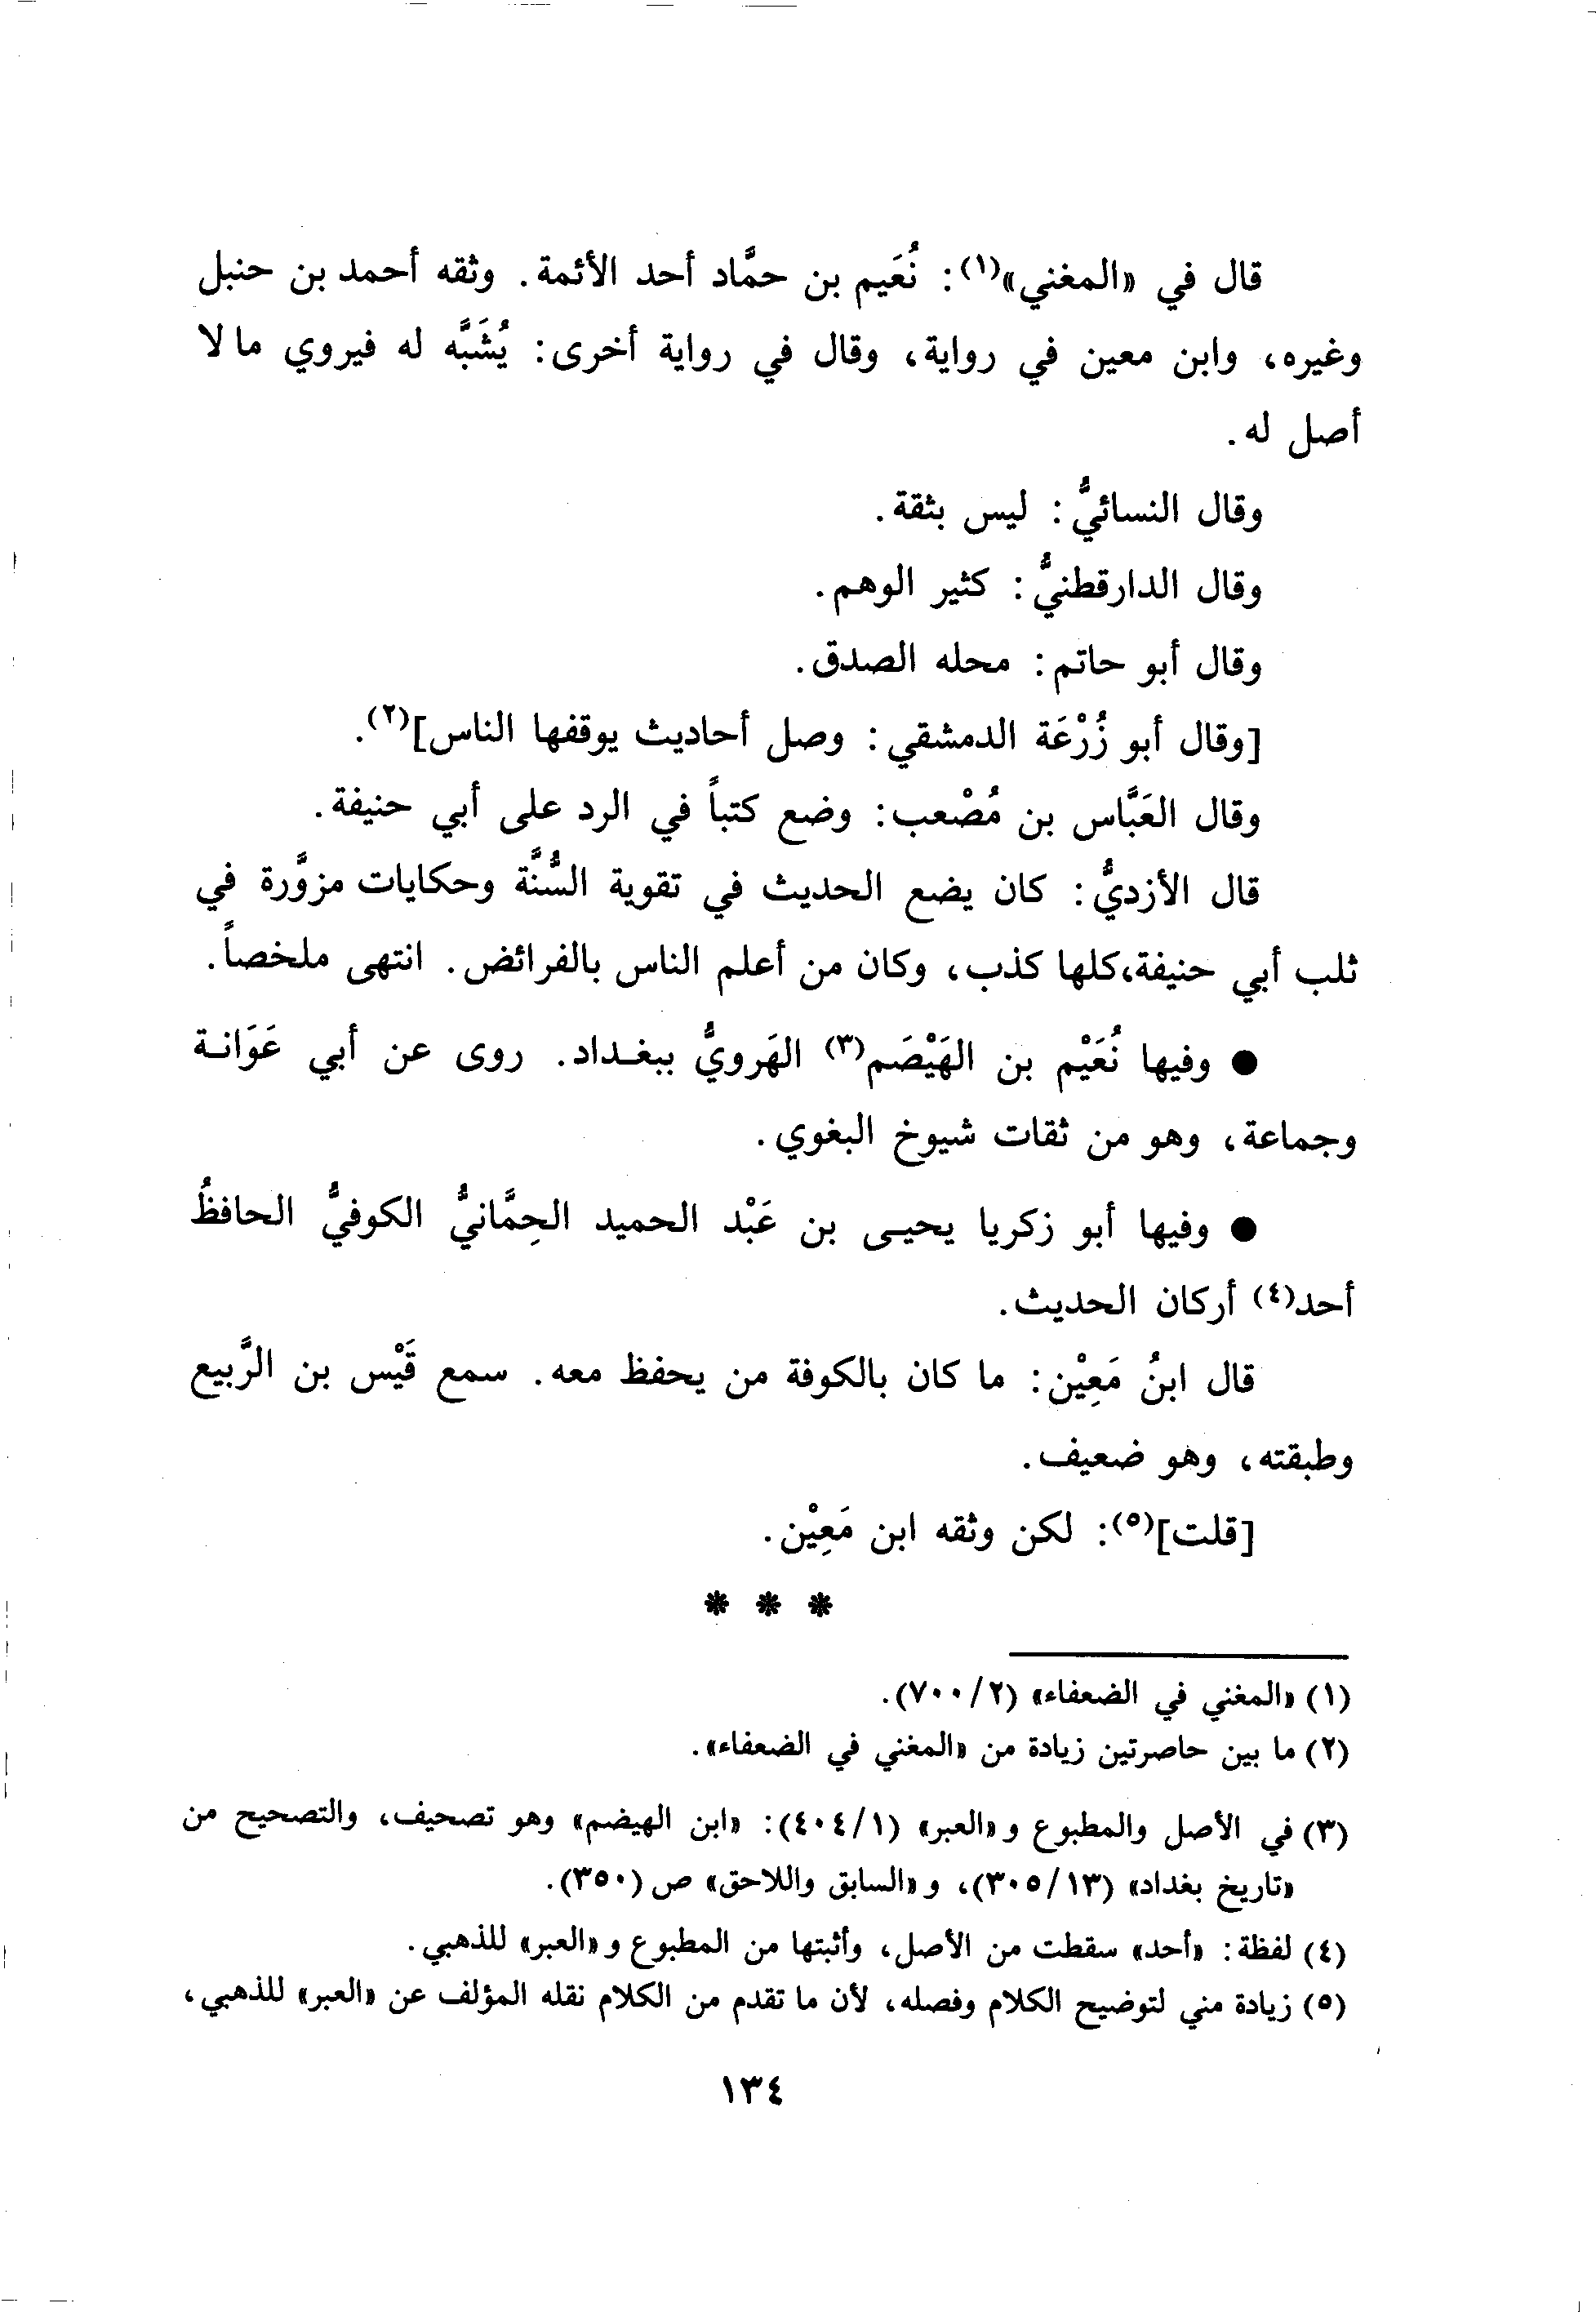 قال في «المغني»(١): نُعَيم بن حمَّاد أحد الأئمة. وثقه أحمد بن حنبل
وغيره، وابن معين في رواية، وقال في رواية أخرى: يُشَبَّه له فيروي ما لا
أصل له.
وقال النسائيُّ: ليس بثقة.
وقال الدارقطنيُّ: كثير الوهم.
وقال أبو حاتم: محله الصدق.
[وقال أبو زُرْعَة الدمشقي: وصل أحاديث يوقفها الناس](٢).
وقال العَبَّاس بن مُصْعب: وضع كتباً في الرد على أبي حنيفة.
قال الأزديُّ: كان يضع الحديث في تقوية السُّنَّة وحكايات مزوَّرة في
ثلب أبي حنيفة، كلها كذب، وكان من أعلم الناس بالفرائض. انتهى ملخصاً.
● وفيها نُعَيْم بن الهَيْصَم(٣) الهَرويُّ ببغداد. روى عن أبي عَوَانة
وجماعة، وهو من ثقات شيوخ البغوي.
● وفيها أبو زكريا يحيى بن عَبْد الحميد الحِمَّانيُّ الكوفيُّ الحافظُ
أحد(٤) أركان الحديث.
قال ابنُ مَعِيْن: ما كان بالكوفة من يحفظ معه. سمع قَيْس بن الرَّبيع
وطبقته، وهو ضعيف.
[قلت](٥): لكن وثقه ابن مَعِيْن.
* * *
(١) «المغني في الضعفاء» (٢/ ٧٠٠).
(٢) ما بين حاصرتين زيادة من «المغني في الضعفاء».
(٣) في الأصل والمطبوع و«العبر» (١/ ٤٠٤): «ابن الهيضم» وهو تصحيف، والتصحيح من
«تاريخ بغداد» (١٣/ ٣٠٥)، و«السابق واللاحق» ص (٣٥٠).
(٤) لفظة: «أحد» سقطت من الأصل، وأثبتها من المطبوع و«العبر» للذهبي.
(٥) زيادة مني لتوضيح الكلام وفصله، لأن ما تقدم من الكلام نقله المؤلف عن «العبر» للذهبي،
١٣٤